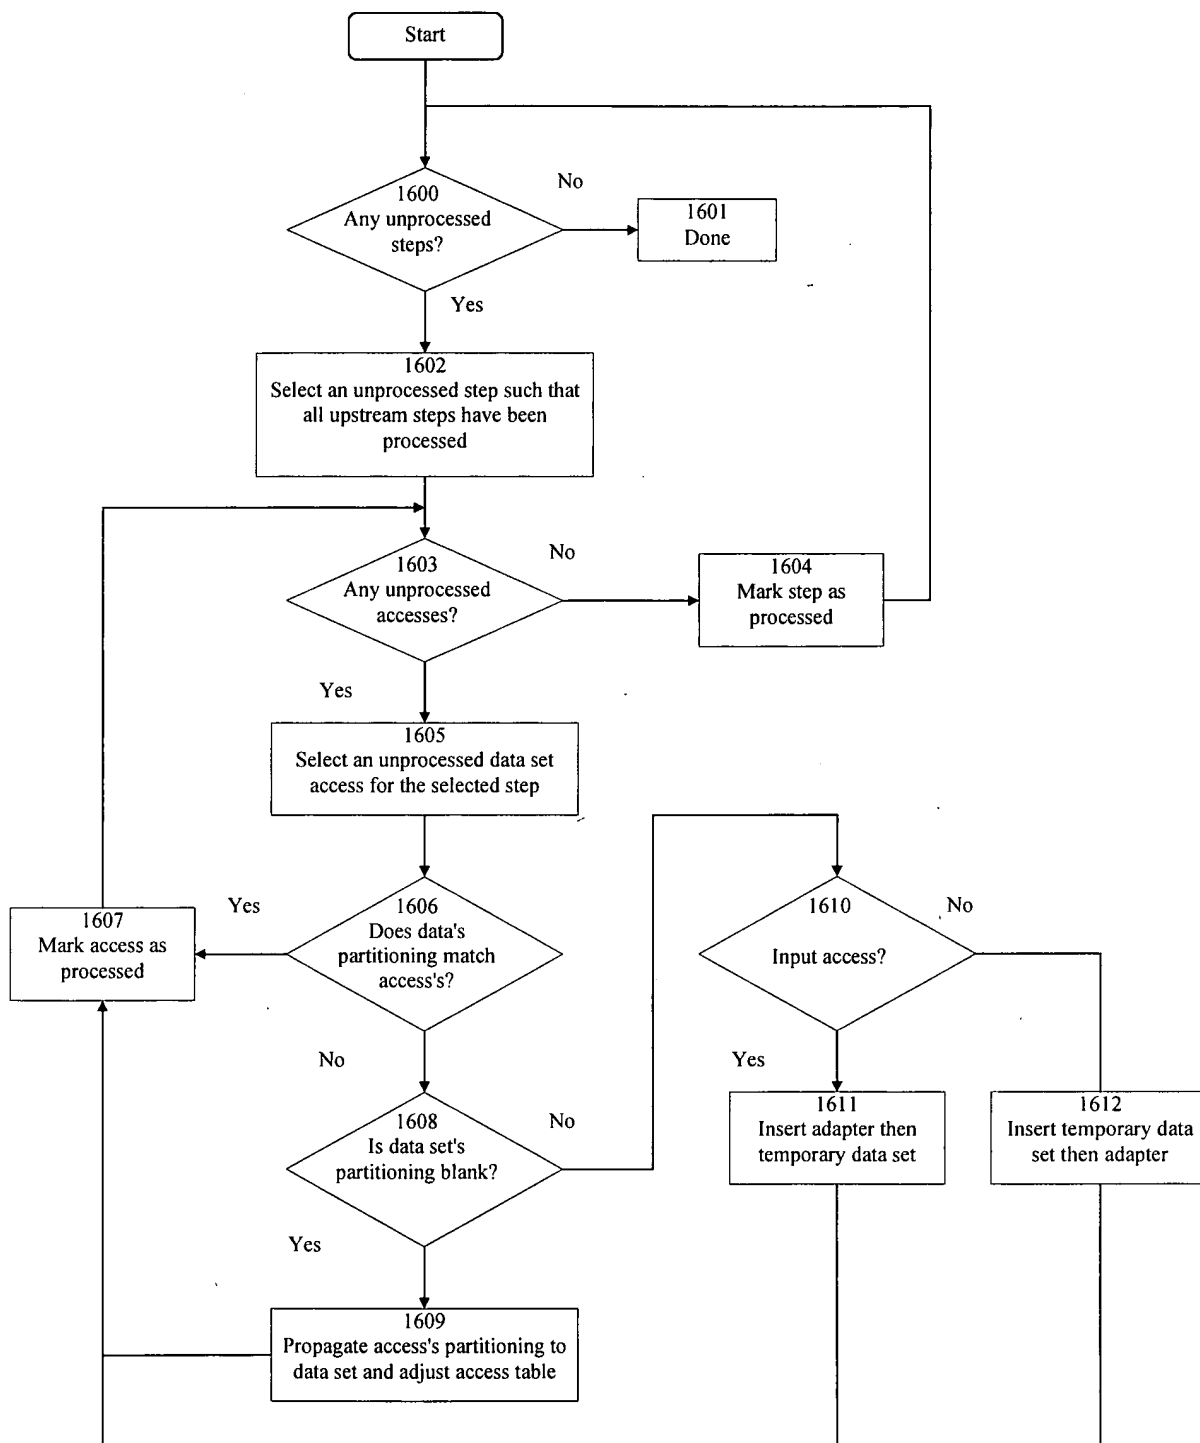 Start
1600
Any unprocessed
steps?
No
1601
Done
Yes
1602
Select an unprocessed step such that
all upstream steps have been
processed
1603
Any unprocessed
accesses?
No
1604
Mark step as
processed
Yes
1605
Select an unprocessed data set
access for the selected step
1606
Does data's
partitioning match
access's?
Yes
1607
Mark access as
processed
No
1608
Is data set's
partitioning blank?
No
1610
Input access?
No
Yes
1611
Insert adapter then
temporary data set
1612
Insert temporary data
set then adapter
Yes
1609
Propagate access's partitioning to
data set and adjust access table